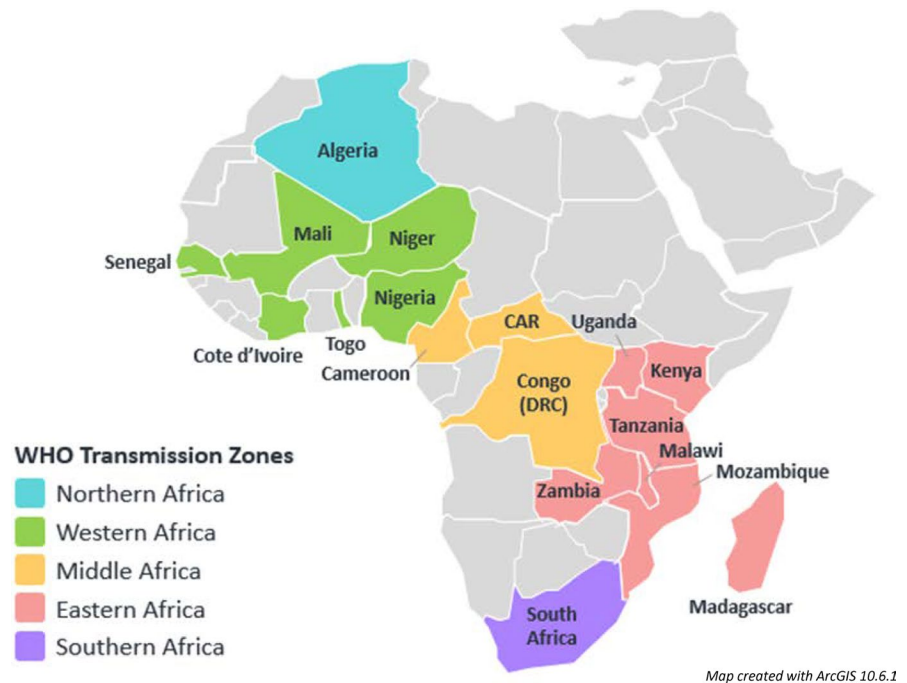 Algeria
Mali
Niger
Senegal
Nigeria
CAR
Uganda
Cote d'Ivoire
Togo
Cameroon
Kenya
Congo
(DRC)
Tanzania
Malawi
Mozambique
Zambia
Madagascar
South
Africa
WHO Transmission Zones
Northern Africa
Western Africa
Middle Africa
Eastern Africa
Southern Africa
Map created with ArcGIS 10.6.1